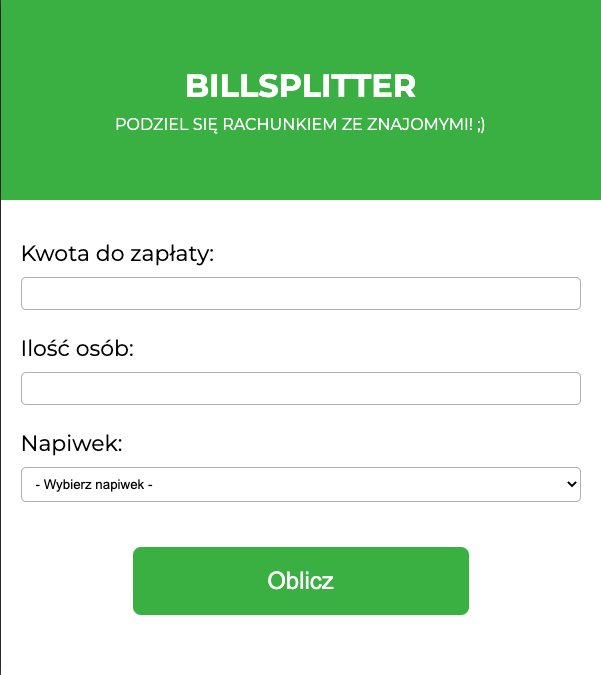 BILLSPLITTER
PODZIEL SIĘ RACHUNKIEM ZE ZNAJOMYMI! ;)
Kwota do zapłaty:
Ilość osób:
Napiwek:
- Wybierz napiwek -
Oblicz